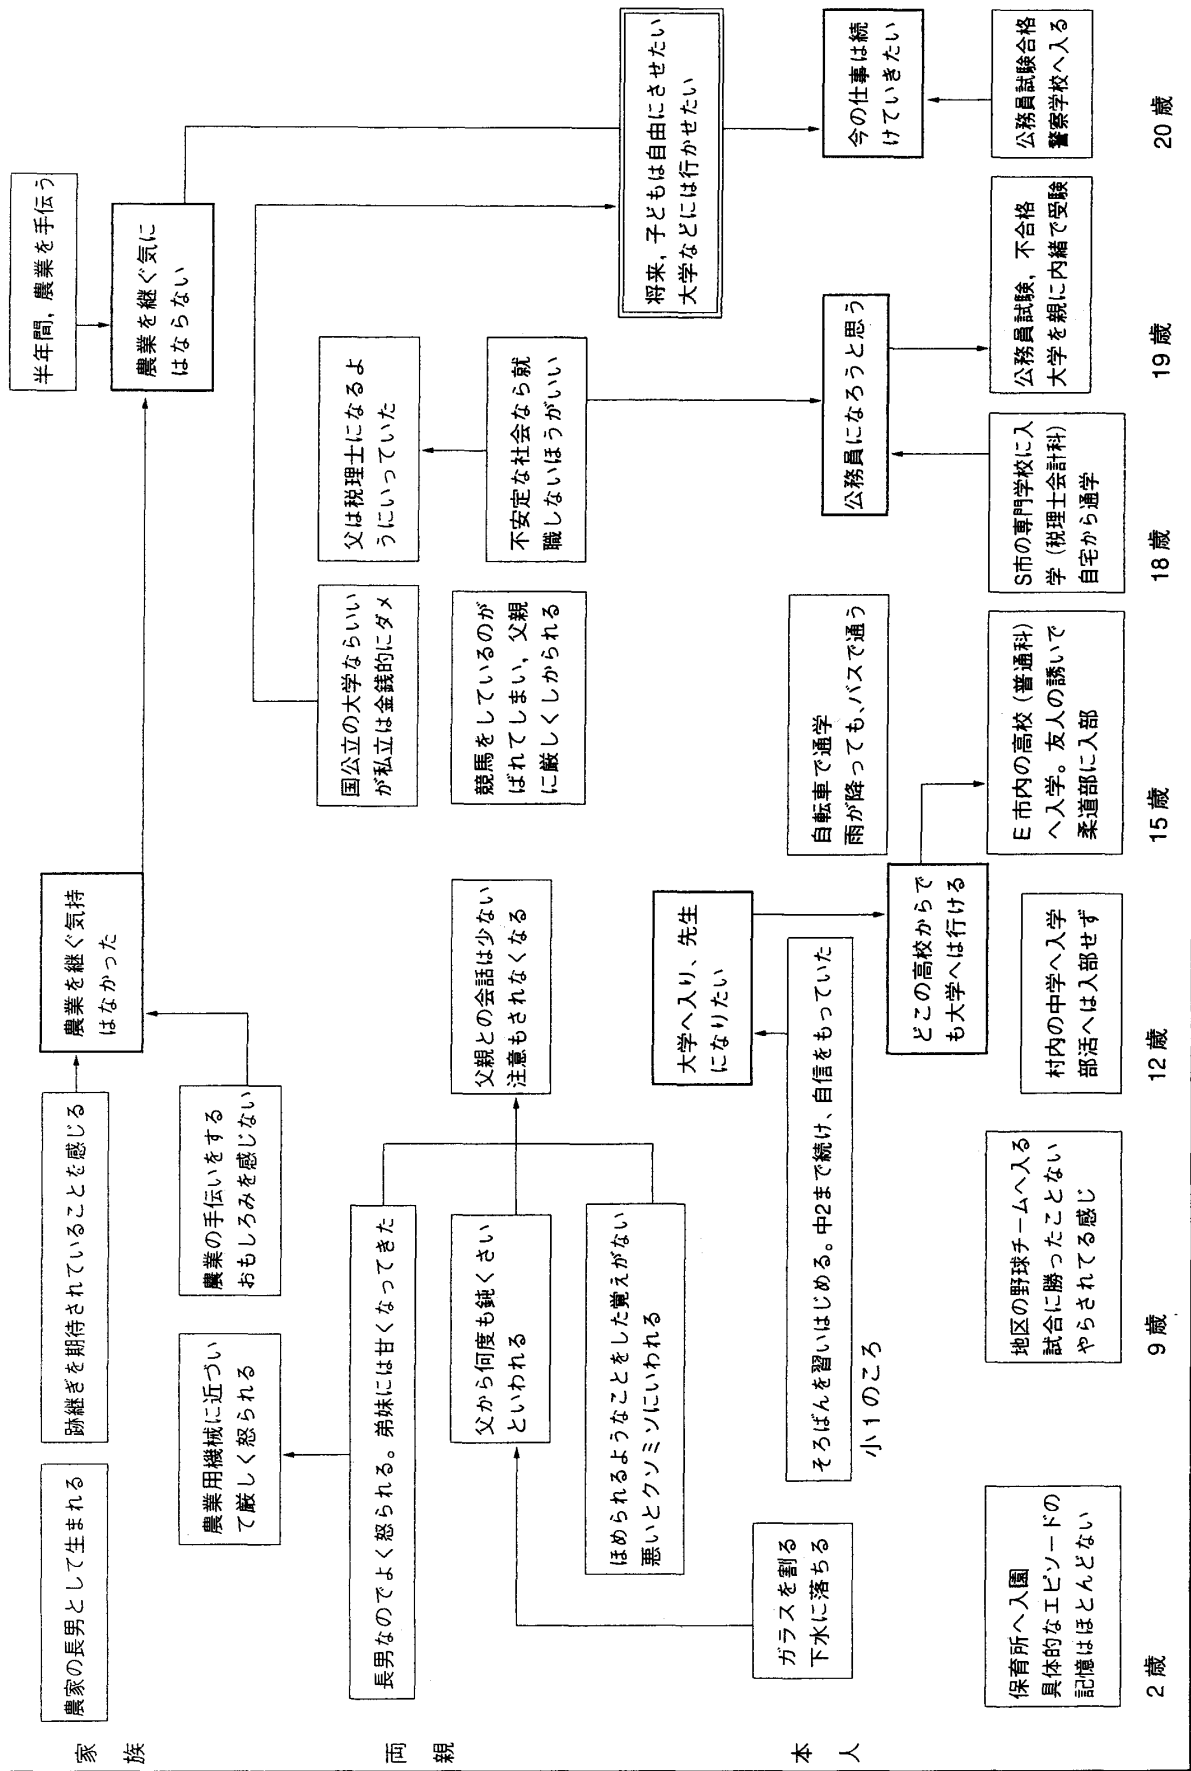 家族
農家の長男として生まれる
跡継ぎを期待されていることを感じる
農業を継ぐ気持
はなかった
半年間，農業を手伝う
農業を継ぐ気に
はならない
農業用機械に近づい
て厳しく怒られる
農業の手伝いをする
おもしろみを感じない
両親
長男なのでよく怒られる。弟妹には甘くなってきた
父から何度も鈍くさい
といわれる
ほめられるようなことをした覚えがない
悪いとクソミソにいわれる
父親との会話は少ない
注意もされなくなる
国公立の大学ならいい
が私立は金銭的にダメ
父は税理士になるよ
うにいっていた
競馬をしているのが
ばれてしまい，父親
に厳しくしかられる
不安定な社会なら就
職しないほうがいい
将来，子どもは自由にさせたい
大学などには行かせたい
本人
ガラスを割る
下水に落ちる
そろばんを習いはじめる。中2まで続け、自信をもっていた
小1のころ
大学へ入り、先生
になりたい
どこの高校からで
も大学へは行ける
自転車で通学
雨が降っても、バスで通う
公務員になろうと思う
今の仕事は続
けていきたい
保育所へ入園
具体的なエピソードの
記憶はほとんどない
地区の野球チームへ入る
試合に勝ったことない
やらされてる感じ
村内の中学へ入学
部活へは入部せず
E市内の高校（普通科）
へ入学。友人の誘いで
柔道部に入部
S市の専門学校に入
学（税理士会計科）
自宅から通学
公務員試験，不合格
大学を親に内緒で受験
公務員試験合格
警察学校へ入る
2歳
9歳
12歳
15歳
18歳
19歳
20歳